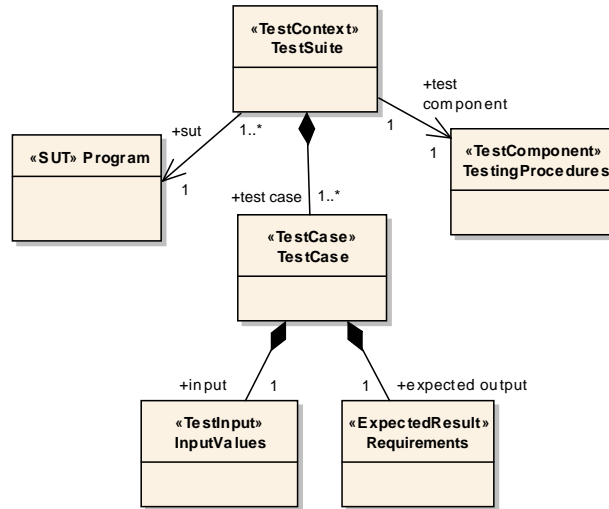 «TestContext»
TestSuite
+test
component
+sut
1..*
1
«SUT» Program
1
1
«TestComponent»
TestingProcedures
+test case
1..*
«TestCase»
TestCase
+input
1
1
+expected output
«TestInput»
InputValues
«ExpectedResult»
Requirements